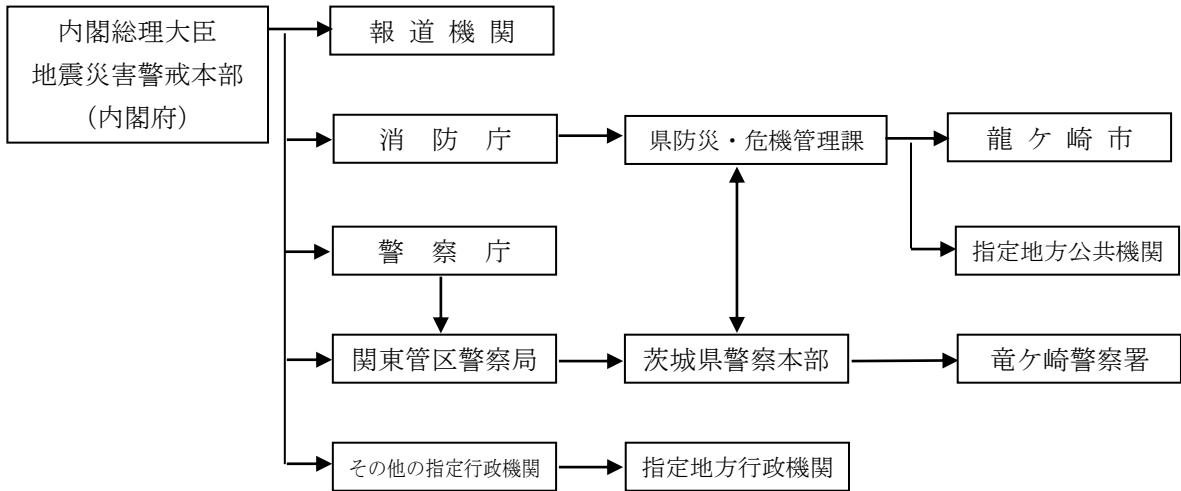 内閣総理大臣
地震災害警戒本部
（内閣府）
報 道 機 関
消 防 庁
県防災・危機管理課
龍 ケ 崎 市
警 察 庁
指定地方公共機関
関東管区警察局
茨城県警察本部
竜ケ崎警察署
その他の指定行政機関
指定地方行政機関